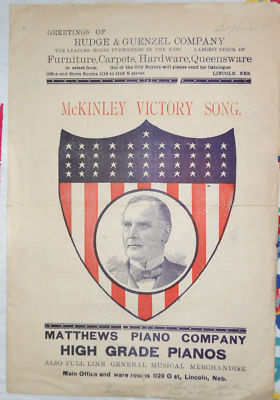 GREETINGS OF
RUDGE & GUENZEL COMPANY
THE LEADING HOUSE FURNISHERS IN THE WEST LARGEST STOCK OF
Furniture, Carpets, Hardware, Queensware
to select from. Out of the City Buyers will please send for Catalogue
Office and Store Rooms 1118 to 1126 N street LINCOLN, NEB.
McKINLEY VICTORY SONG.
MATTHEWS PIANO COMPANY
HIGH GRADE PIANOS
ALSO FULL LINE GENERAL MUSICAL MERCHANDISE
Main Office and ware rooms 1120 O st, Lincoln, Neb.